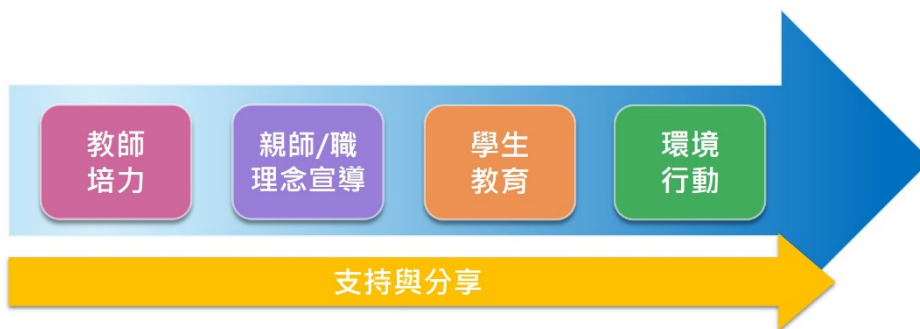 教師
培力
親師/職
理念宣導
學生
教育
環境
行動
支持與分享